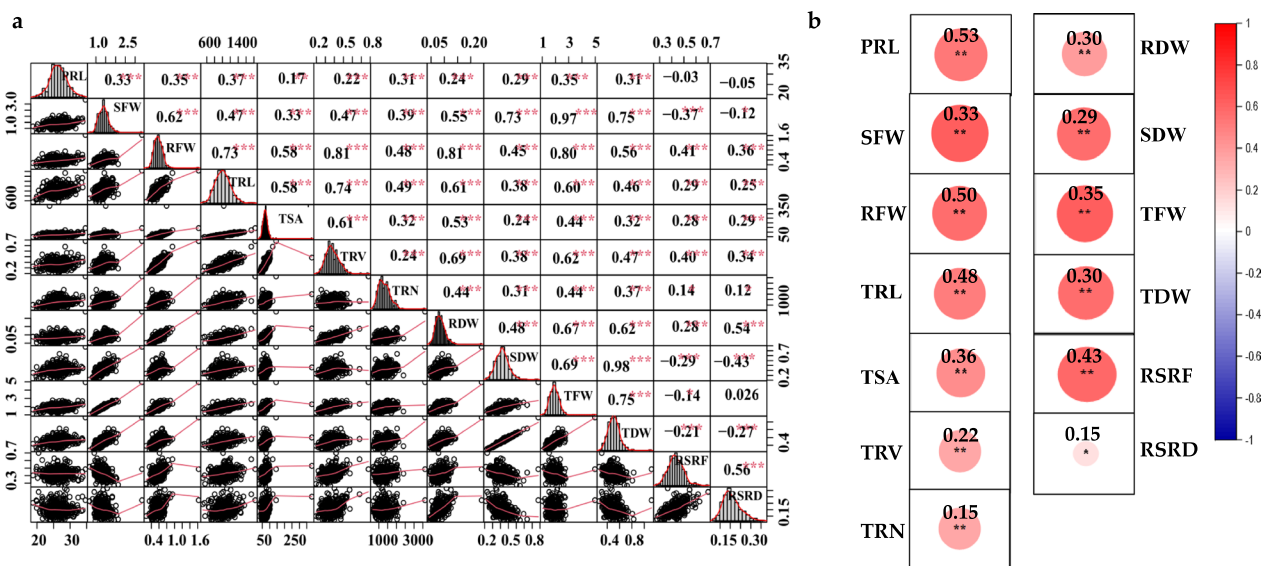 a
b
1.0 2.5
600 1400
0.2 0.5 0.8
0.05 0.20
1 3 5
0.3 0.5 0.7
PRL 0.33*** 0.35*** 0.37*** 0.17** 0.22*** 0.31*** 0.24*** 0.29*** 0.35*** 0.31*** −0.03 −0.05
20 35
1.0 3.0
SFW 0.62*** 0.47*** 0.33*** 0.47*** 0.39*** 0.55*** 0.73*** 0.97*** 0.75*** −0.37*** −0.12*
RFW 0.73*** 0.58*** 0.81*** 0.48*** 0.81*** 0.45*** 0.80*** 0.56*** 0.41*** 0.36***
0.4 1.6
600
TRL 0.58*** 0.74*** 0.49*** 0.61*** 0.38*** 0.60*** 0.46*** 0.29*** 0.25***
TSA 0.61*** 0.32*** 0.53*** 0.24*** 0.44*** 0.32*** 0.28*** 0.29***
50 350
0.2 0.7
TRV 0.24*** 0.69*** 0.38*** 0.62*** 0.47*** 0.40*** 0.34***
TRN 0.44*** 0.31*** 0.44*** 0.37*** 0.14* 0.12*
1000
0.05
RDW 0.48*** 0.67*** 0.62*** 0.28*** 0.54***
SDW 0.69*** 0.98*** −0.29*** −0.43***
0.2 0.7
1 3 5
TFW 0.75*** −0.14* 0.026
TDW −0.21*** −0.27***
0.4
0.3 0.7
RSRF 0.56***
RSRD
0.15
20 30
0.4 1.0 1.6
50 250
1000 3000
0.2 0.5 0.8
0.4 0.8
0.15 0.30
PRL 0.53 **
SFW 0.33 **
RFW 0.50 **
TRL 0.48 **
TSA 0.36 **
TRV 0.22 **
TRN 0.15 **
0.30 ** RDW
0.29 ** SDW
0.35 ** TFW
0.30 ** TDW
0.43 ** RSRF
0.15 * RSRD
1
0.8
0.6
0.4
0.2
0
-0.2
-0.4
-0.6
-0.8
-1